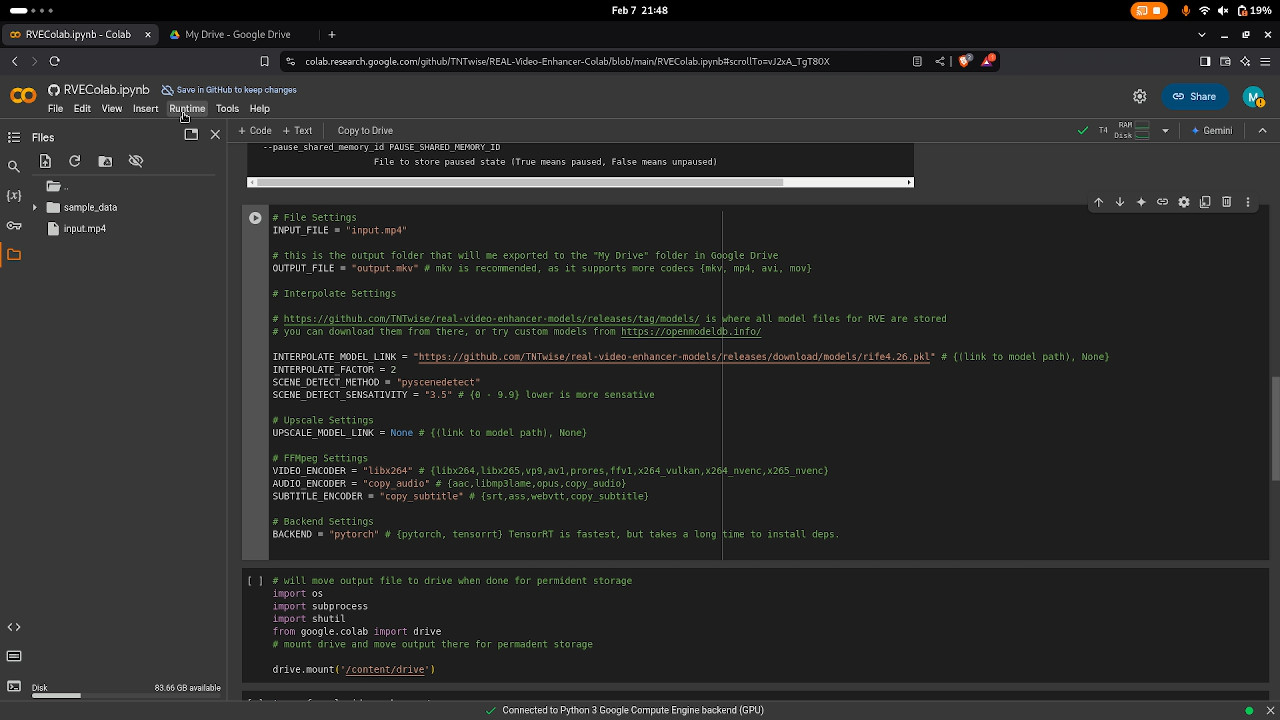 Feb 7 21:48
19%
RVEColab.ipynb - Colab
My Drive - Google Drive
colab.research.google.com/github/TNTwise/REAL-Video-Enhancer-Colab/blob/main/RVEColab.ipynb#scrollTo=vJ2xA_TgT80X
RVEColab.ipynb
Save in GitHub to keep changes
File Edit View Insert Runtime Tools Help
Share
M
Files
+ Code + Text Copy to Drive
T4 RAM Disk
Gemini
..
sample_data
input.mp4
--pause_shared_memory_id PAUSE_SHARED_MEMORY_ID
File to store paused state (True means paused, False means unpaused)
# File Settings
INPUT_FILE = "input.mp4"
# this is the output folder that will me exported to the "My Drive" folder in Google Drive
OUTPUT_FILE = "output.mkv" # mkv is recommended, as it supports more codecs {mkv, mp4, avi, mov}
# Interpolate Settings
# https://github.com/TNTwise/real-video-enhancer-models/releases/tag/models/ is where all model files for RVE are stored
# you can download them from there, or try custom models from https://openmodeldb.info/
INTERPOLATE_MODEL_LINK = "https://github.com/TNTwise/real-video-enhancer-models/releases/download/models/rife4.26.pkl" # {(link to model path), None}
INTERPOLATE_FACTOR = 2
SCENE_DETECT_METHOD = "pyscenedetect"
SCENE_DETECT_SENSATIVITY = "3.5" # {0 - 9.9} lower is more sensative
# Upscale Settings
UPSCALE_MODEL_LINK = None # {(link to model path), None}
# FFMpeg Settings
VIDEO_ENCODER = "libx264" # {libx264,libx265,vp9,av1,prores,ffv1,x264_vulkan,x264_nvenc,x265_nvenc}
AUDIO_ENCODER = "copy_audio" # {aac,libmp3lame,opus,copy_audio}
SUBTITLE_ENCODER = "copy_subtitle" # {srt,ass,webvtt,copy_subtitle}
# Backend Settings
BACKEND = "pytorch" # {pytorch, tensorrt} TensorRT is fastest, but takes a long time to install deps.
[ ] # will move output file to drive when done for permident storage
import os
import subprocess
import shutil
from google.colab import drive
# mount drive and move output there for permadent storage
drive.mount('/content/drive')
Disk 83.66 GB available
Connected to Python 3 Google Compute Engine backend (GPU)